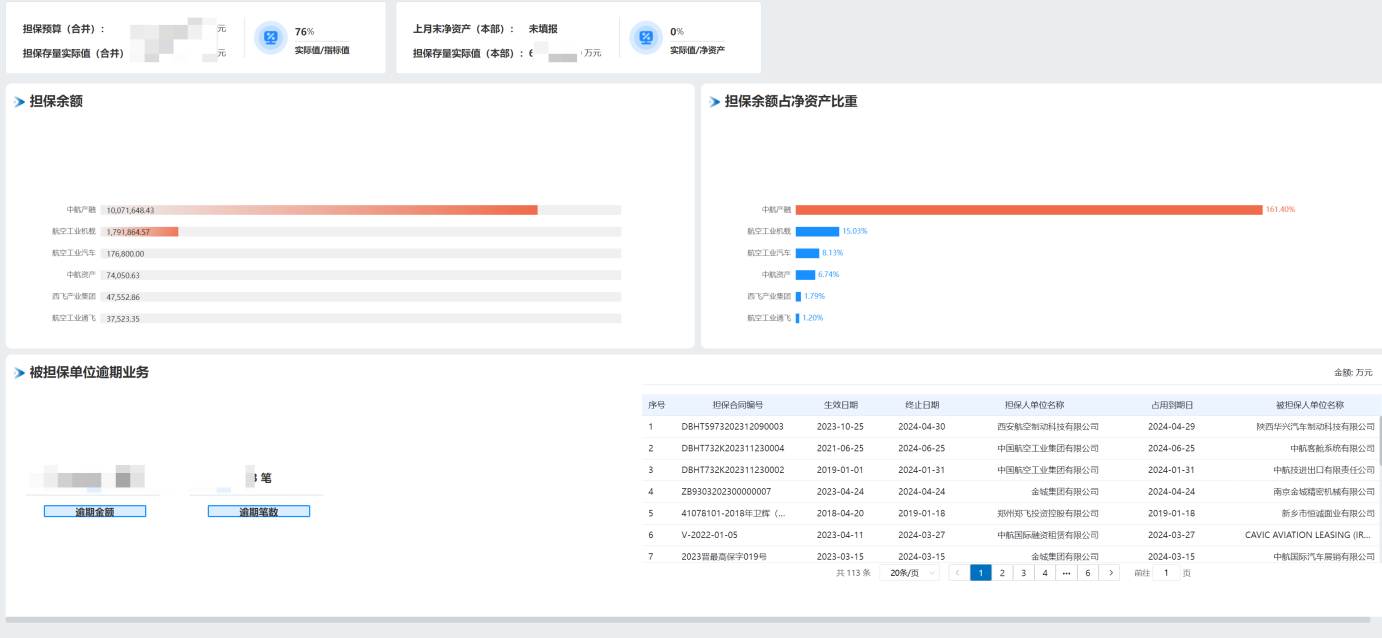 担保预算（合并）： 元 76%
担保存量实际值（合并） 元 实际值/指标值
上月末净资产（本部）： 未填报 0%
担保存量实际值（本部）：6 万元 实际值/净资产
担保余额
中航产融 10,071,648.43
航空工业机载 1,791,864.57
航空工业汽车 176,800.00
中航资产 74,050.63
西飞产业集团 47,552.86
航空工业通飞 37,523.35
担保余额占净资产比重
中航产融 161.40%
航空工业机载 15.03%
航空工业汽车 8.13%
中航资产 6.74%
西飞产业集团 1.79%
航空工业通飞 1.20%
被担保单位逾期业务
金额: 万元
笔
逾期金额 逾期笔数
序号 担保合同编号 生效日期 终止日期 担保人单位名称 占用到期日 被担保人单位名称
1 DBHT5973202312090003 2023-10-25 2024-04-30 西安航空制动科技有限公司 2024-04-29 陕西华兴汽车制动科技有限公司
2 DBHT732K202311230004 2021-06-25 2024-06-25 中国航空工业集团有限公司 2024-06-25 中航客舱系统有限公司
3 DBHT732K202311230002 2019-01-01 2024-01-31 中国航空工业集团有限公司 2024-01-31 中航技进出口有限责任公司
4 ZB9303202300000007 2023-04-24 2024-04-24 金城集团有限公司 2024-04-24 南京金城精密机械有限公司
5 41078101-2018年卫辉（... 2018-04-20 2019-01-18 郑州郑飞投资控股有限公司 2019-01-18 新乡市恒诚面业有限公司
6 V-2022-01-05 2023-04-11 2024-03-27 中航国际融资租赁有限公司 2024-03-27 CAVIC AVIATION LEASING (IR...
7 2023晋最高保字019号 2023-03-15 2024-03-15 金城集团有限公司 2024-03-15 中航国际汽车展销有限公司
共 113 条 20条/页 1 2 3 4 ••• 6 前往 1 页